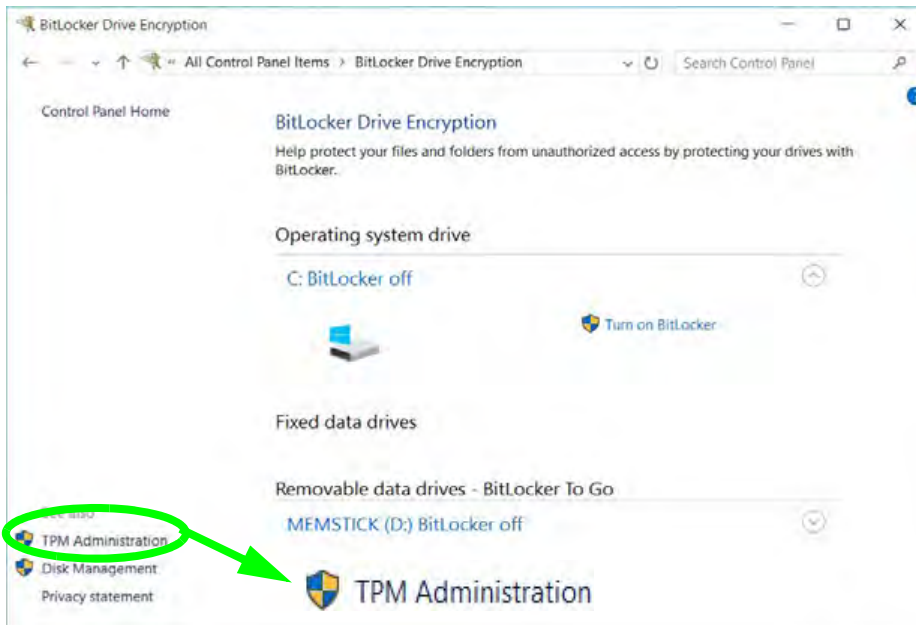 BitLocker Drive Encryption
« All Control Panel Items > BitLocker Drive Encryption
Search Control Panel
Control Panel Home
BitLocker Drive Encryption
Help protect your files and folders from unauthorized access by protecting your drives with
BitLocker.
Operating system drive
C: BitLocker off
Turn on BitLocker
Fixed data drives
Removable data drives - BitLocker To Go
MEMSTICK (D:) BitLocker off
See also
TPM Administration
Disk Management
Privacy statement
TPM Administration